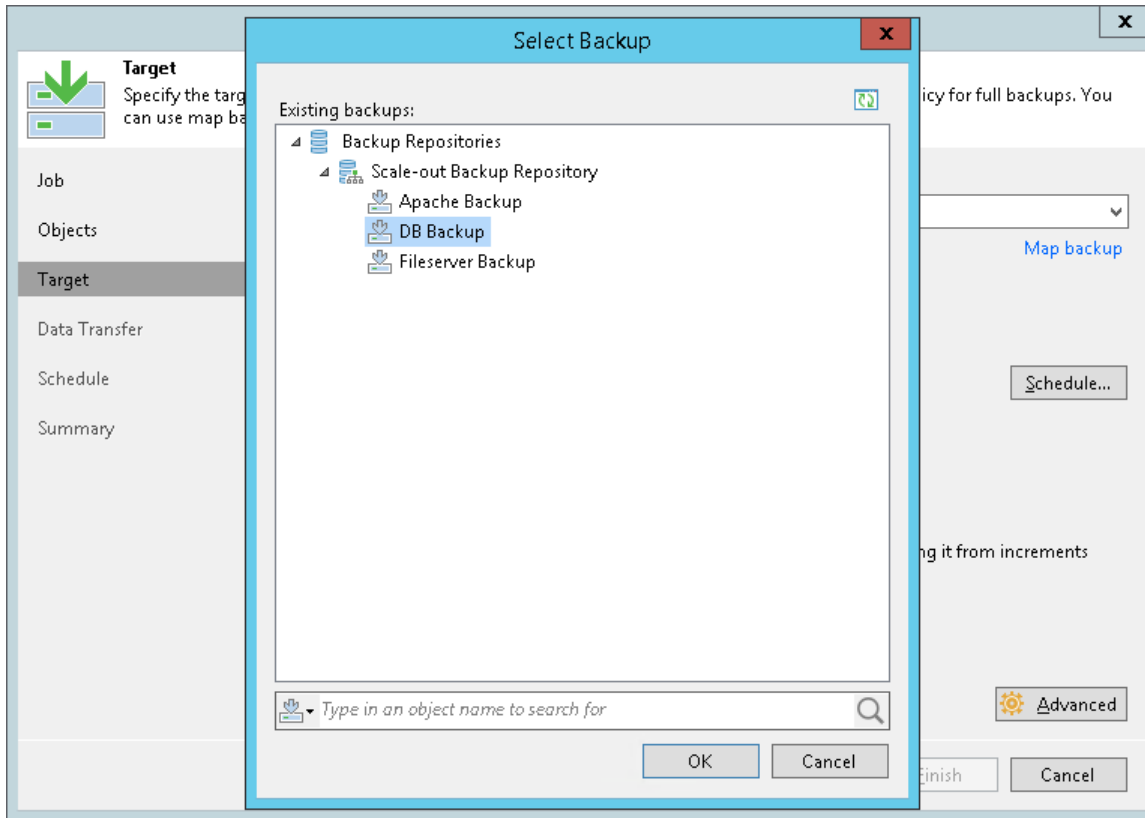 x
Select Backup
x
Target
Specify the targ
icy for full backups. You
can use map ba
Existing backups:
Backup Repositories
Scale-out Backup Repository
Apache Backup
DB Backup
Fileserver Backup
Job
Objects
Target
Data Transfer
Schedule
Summary
Map backup
Schedule...
ng it from increments
Type in an object name to search for
Advanced
OK
Cancel
Finish
Cancel